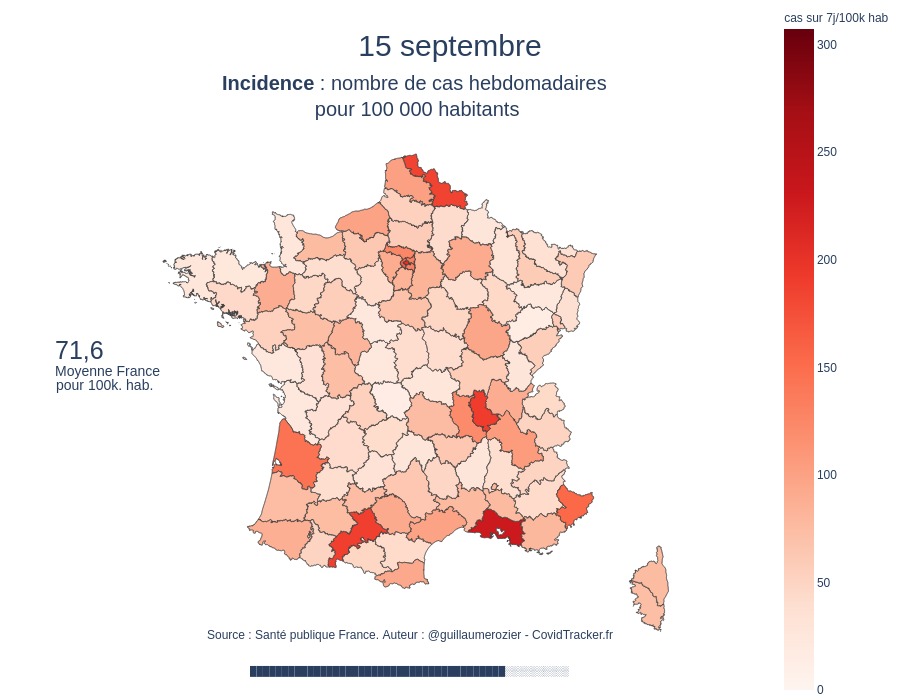 cas sur 7j/100k hab
15 septembre
Incidence : nombre de cas hebdomadaires
pour 100 000 habitants
300
250
200
150
100
50
0
71,6
Moyenne France
pour 100k. hab.
Source : Santé publique France. Auteur : @guillaumerozier - CovidTracker.fr